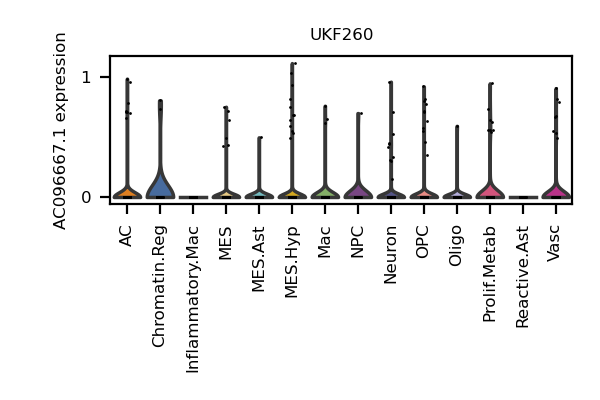 UKF260
AC096667.1 expression
1
0
AC
Chromatin.Reg
Inflammatory.Mac
MES
MES.Ast
MES.Hyp
Mac
NPC
Neuron
OPC
Oligo
Prolif.Metab
Reactive.Ast
Vasc